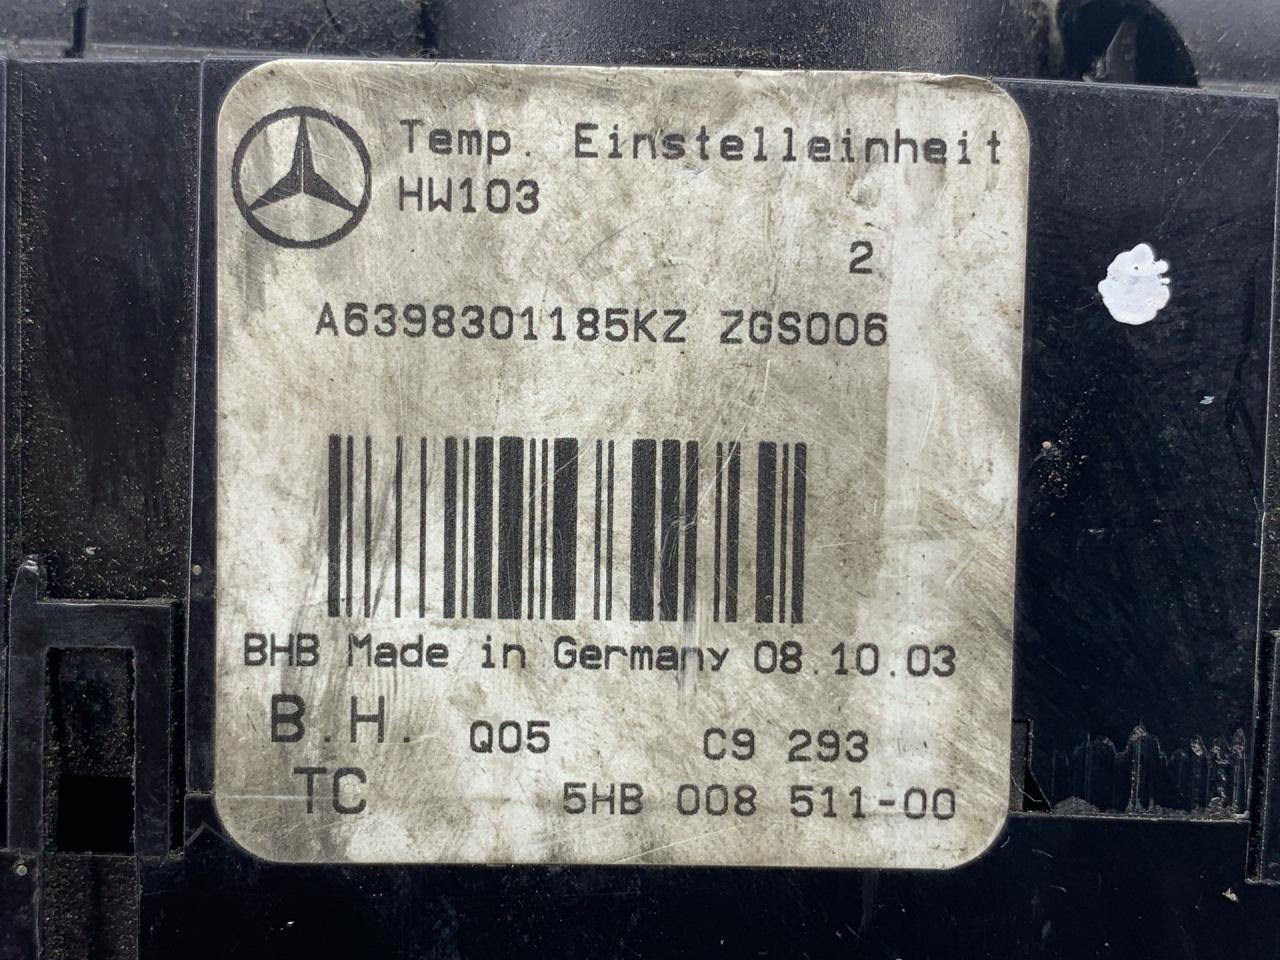 Temp. Einstelleinheit
HW103
2
A6398301185KZ ZGS006
BHB Made in Germany 08.10.03
B.H. Q05 C9 293
TC 5HB 008 511-00